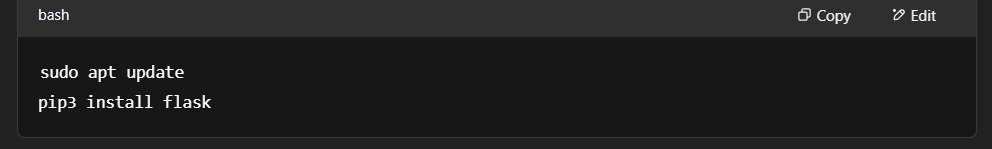 bash
Copy
Edit
sudo apt update
pip3 install flask